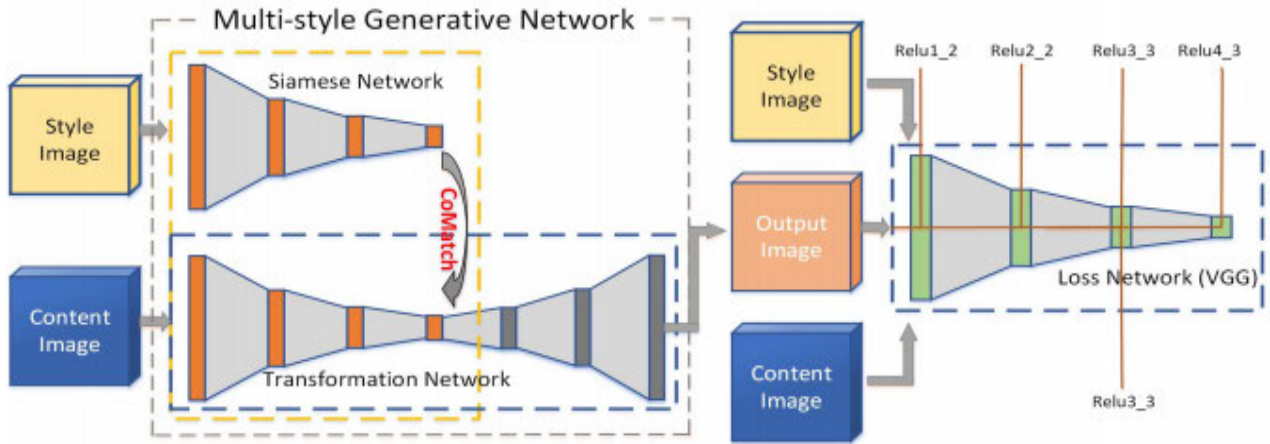 Multi-style Generative Network
Siamese Network
Style
Image
CoMatch
Content
Image
Transformation Network
Style
Image
Output
Image
Content
Image
Relu1_2
Relu2_2
Relu3_3
Relu4_3
Loss Network (VGG)
Relu3_3